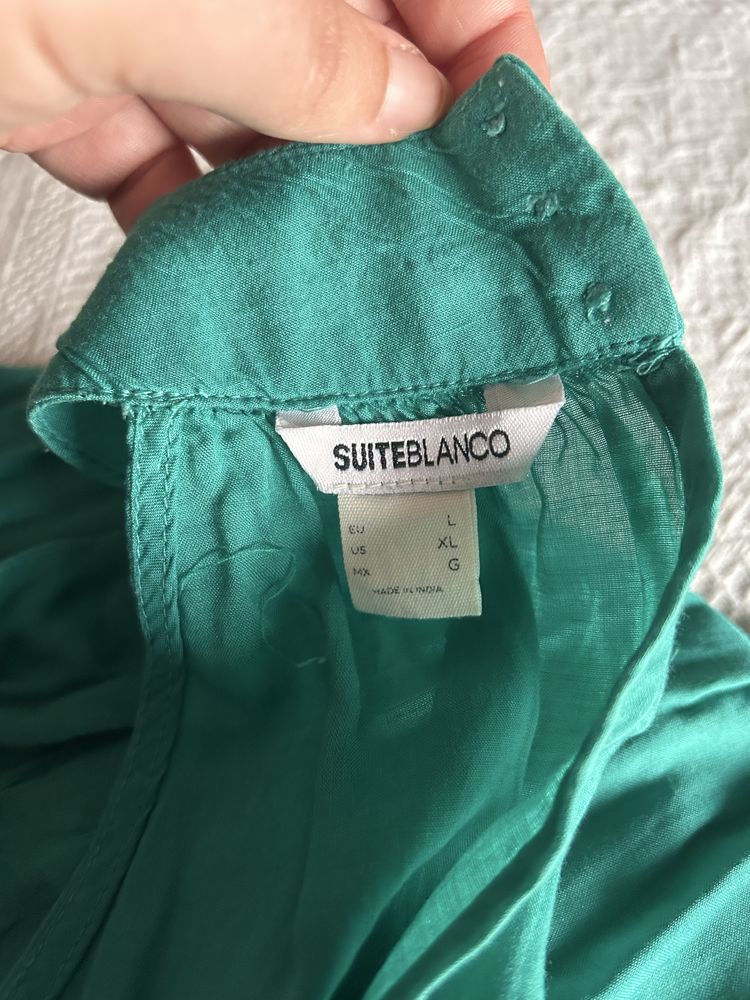 SUITEBLANCO
EU L
US XL
MX G
MADE IN INDIA